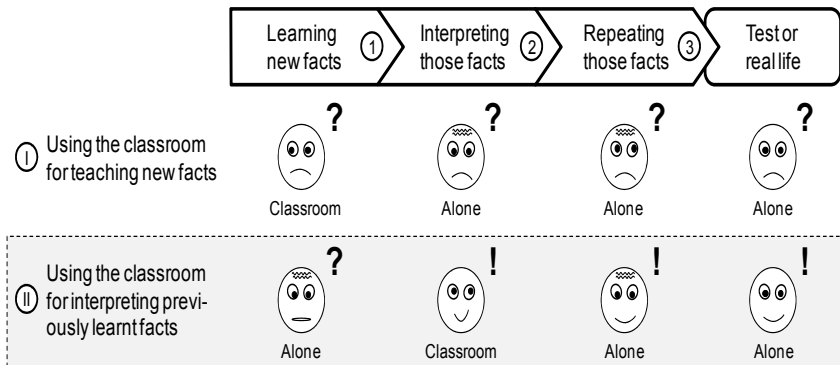 Learning
new facts
1
Interpreting
those facts
2
Repeating
those facts
3
Test or
real life
I
Using the classroom
for teaching new facts
?
?
?
?
Classroom
Alone
Alone
Alone
II
Using the classroom
for interpreting previ-
ously learnt facts
?
!
!
!
Alone
Classroom
Alone
Alone